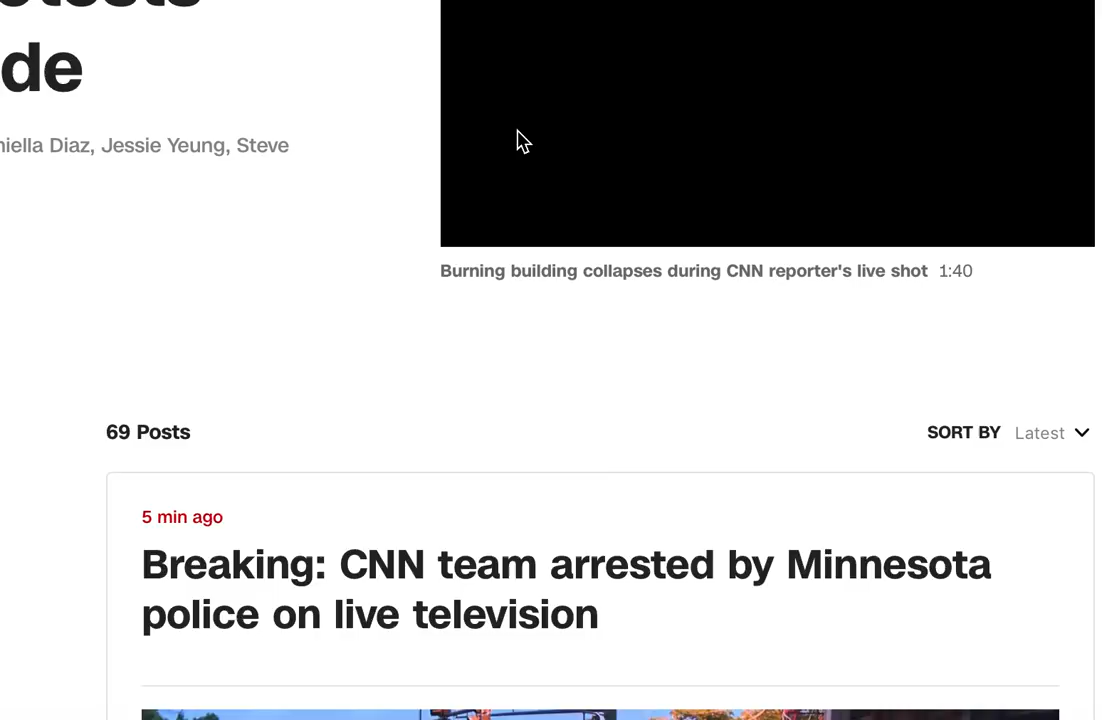 de
Diaz, Jessie Yeung, Steve
Burning building collapses during CNN reporter's live shot 1:40
69 Posts
SORT BY Latest
5 min ago
Breaking: CNN team arrested by Minnesota
police on live television